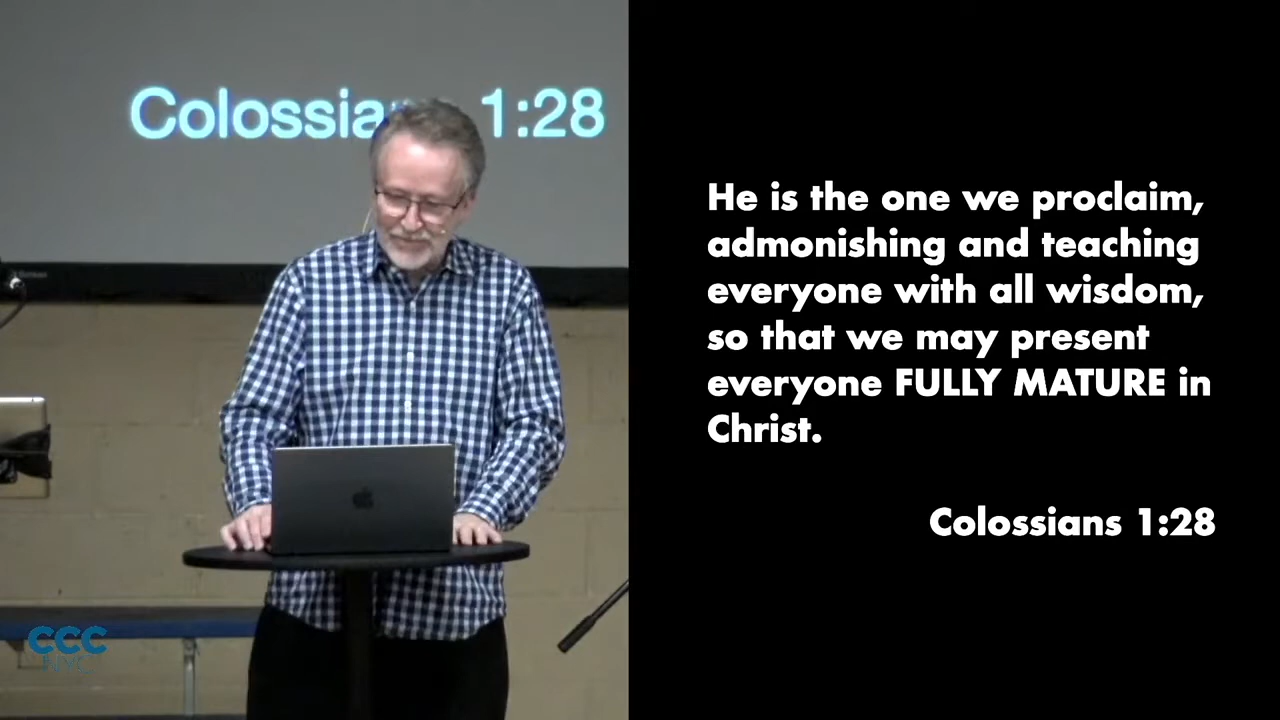 Colossians 1:28
He is the one we proclaim,
admonishing and teaching
everyone with all wisdom,
so that we may present
everyone FULLY MATURE in
Christ.
Colossians 1:28
CCC
NYC